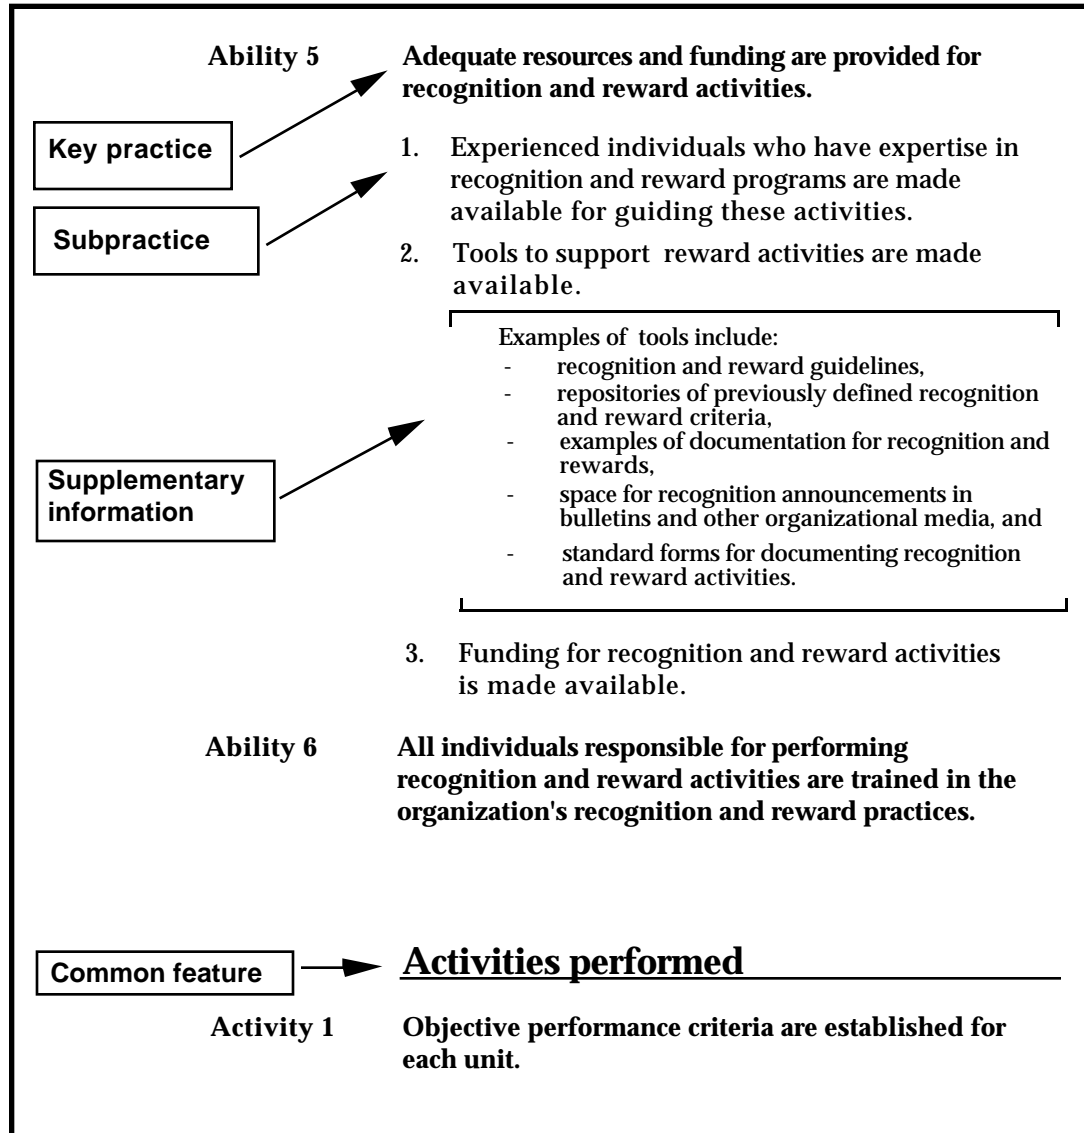 Ability 5 Adequate resources and funding are provided for
recognition and reward activities.
Key practice
1. Experienced individuals who have expertise in
recognition and reward programs are made
available for guiding these activities.
Subpractice
2. Tools to support reward activities are made
available.
Examples of tools include:
- recognition and reward guidelines,
- repositories of previously defined recognition
and reward criteria,
- examples of documentation for recognition and
rewards,
Supplementary
information
- space for recognition announcements in
bulletins and other organizational media, and
- standard forms for documenting recognition
and reward activities.
3. Funding for recognition and reward activities
is made available.
Ability 6 All individuals responsible for performing
recognition and reward activities are trained in the
organization's recognition and reward practices.
Common feature
Activities performed
Activity 1 Objective performance criteria are established for
each unit.